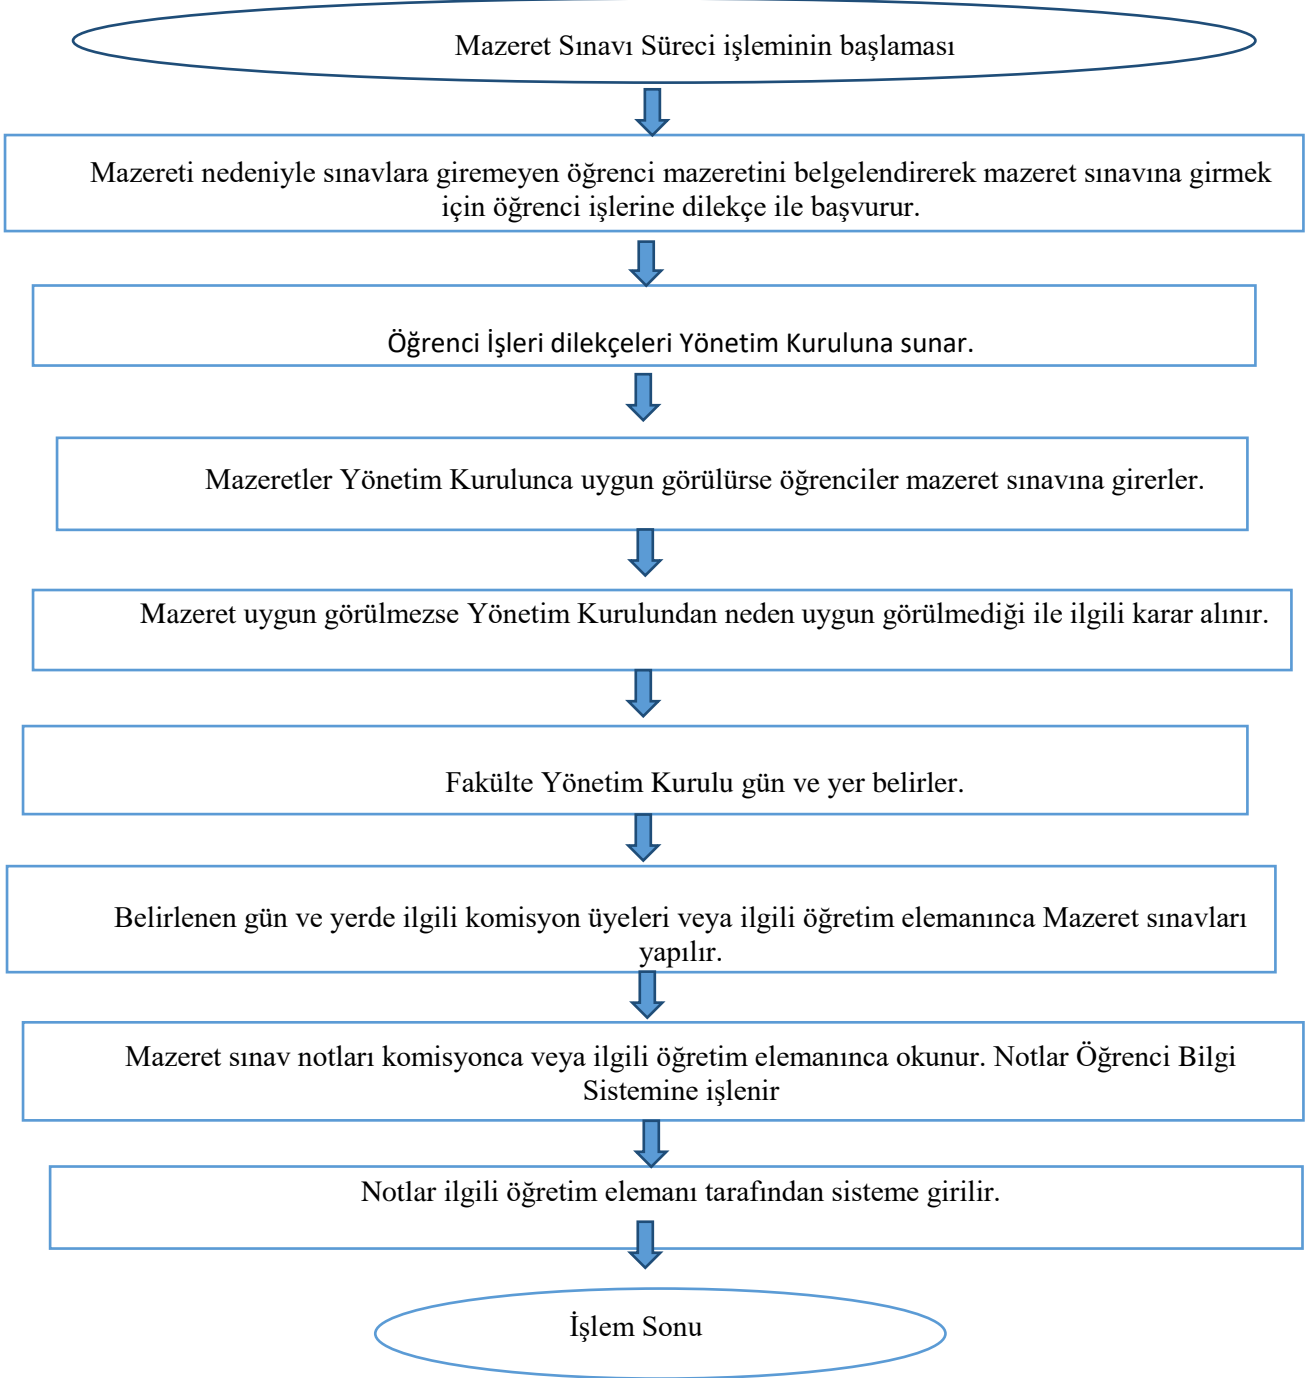 Mazeret Sınavı Süreci işleminin başlaması
Mazereti nedeniyle sınavlara giremeyen öğrenci mazeretini belgelendirerek mazeret sınavına girmek
için öğrenci işlerine dilekçe ile başvurur.
Öğrenci İşleri dilekçeleri Yönetim Kuruluna sunar.
Mazeretler Yönetim Kurulunca uygun görülürse öğrenciler mazeret sınavına girerler.
Mazeret uygun görülmezse Yönetim Kurulundan neden uygun görülmediği ile ilgili karar alınır.
Fakülte Yönetim Kurulu gün ve yer belirler.
Belirlenen gün ve yerde ilgili komisyon üyeleri veya ilgili öğretim elemanınca Mazeret sınavları
yapılır.
Mazeret sınav notları komisyonca veya ilgili öğretim elemanınca okunur. Notlar Öğrenci Bilgi
Sistemine işlenir
Notlar ilgili öğretim elemanı tarafından sisteme girilir.
İşlem Sonu